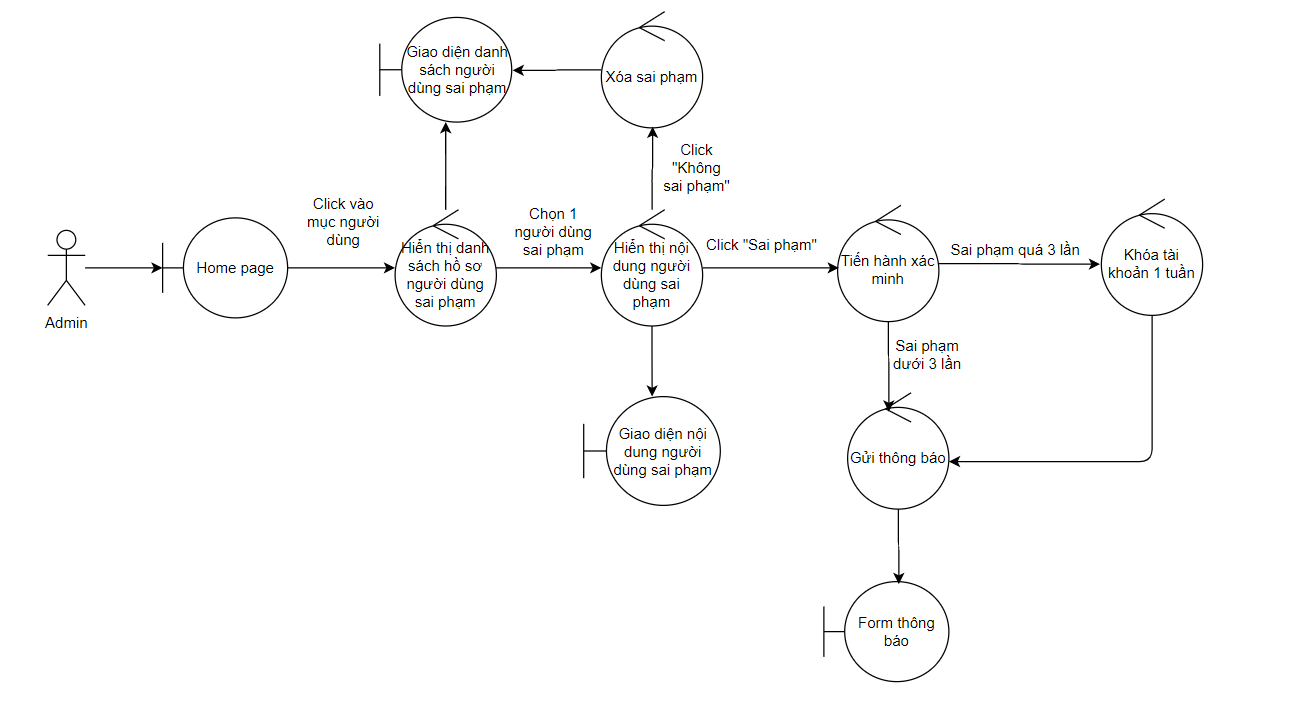 Giao diện danh
sách người
dùng sai phạm
Xóa sai phạm
Click
"Không
sai phạm"
Click vào
mục người
dùng
Chọn 1
người dùng
sai phạm
Admin
Home page
Hiển thị danh
sách hồ sơ
người dùng
sai phạm
Hiển thị nội
dung người
dùng sai
phạm
Click "Sai phạm"
Tiến hành xác
minh
Sai phạm quá 3 lần
Khóa tài
khoản 1 tuần
Sai phạm
dưới 3 lần
Giao diện nội
dung người
dùng sai phạm
Gửi thông báo
Form thông
báo